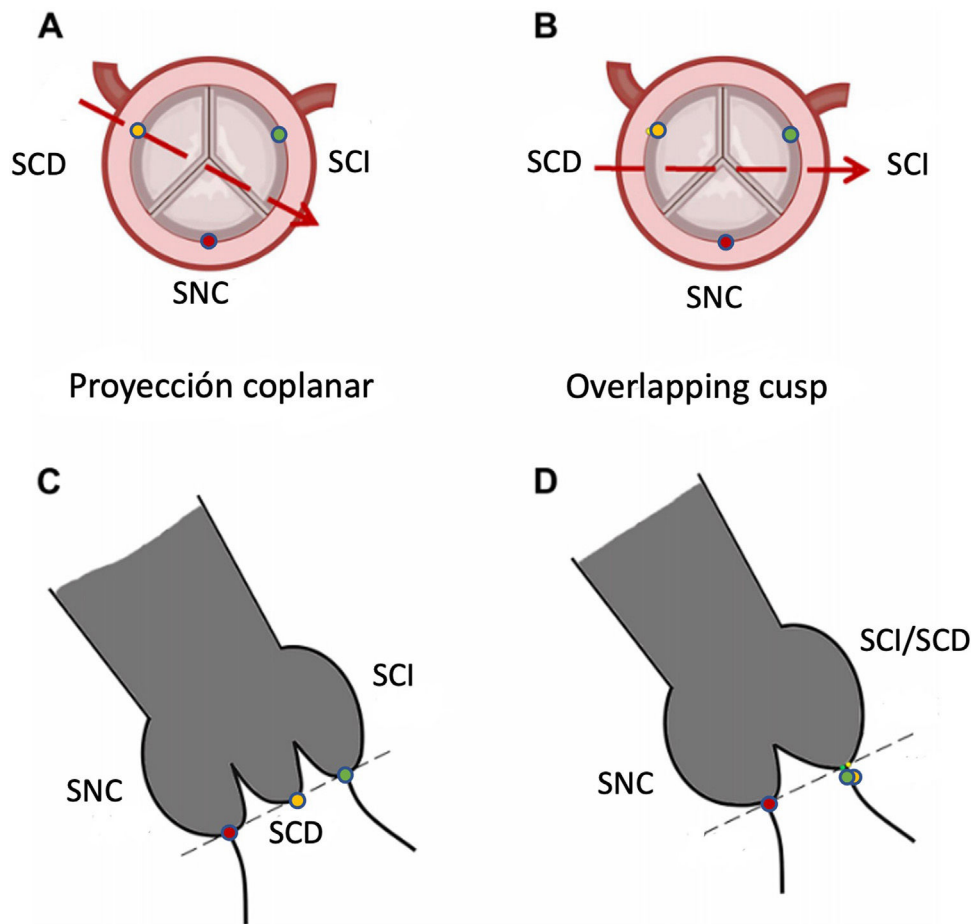 A
B
SCD
SCI
SCD
SCI
SNC
SNC
Proyección coplanar
Overlapping cusp
C
D
SCI
SCI/SCD
SNC
SCD
SNC